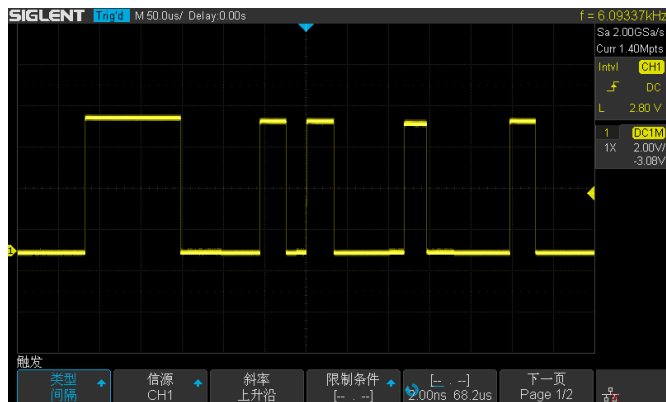 SIGLENT Trig'd M 50.0us/ Delay:0.00s f = 6.09337kHz
Sa 2.00GSa/s
Curr 1.40Mpts
Intvl CH1
DC
L 2.80 V
1 DC1M
1X 2.00V/
-3.08V
1
触发
类型 信源 斜率 限制条件 [-- . --] 下一页
间隔 CH1 上升沿 [-- . --] 2.00ns 68.2us Page 1/2